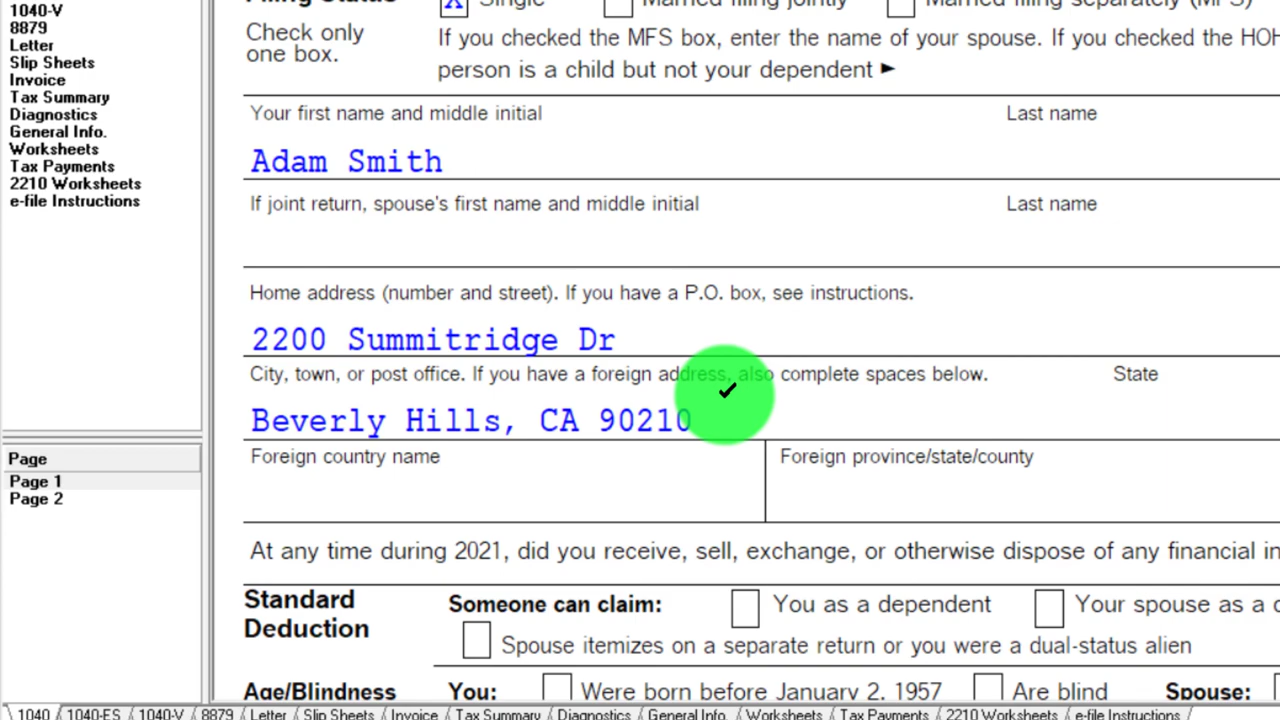 1040-V
8879
Letter
Slip Sheets
Invoice
Tax Summary
Diagnostics
General Info.
Worksheets
Tax Payments
2210 Worksheets
e-file Instructions
Page
Page 1
Page 2
Filing Status X Single Married filing jointly Married filing separately (MFS)
Check only one box.
If you checked the MFS box, enter the name of your spouse. If you checked the HOH
person is a child but not your dependent ►
Your first name and middle initial Last name
Adam Smith
If joint return, spouse's first name and middle initial Last name
Home address (number and street). If you have a P.O. box, see instructions.
2200 Summitridge Dr
City, town, or post office. If you have a foreign address, also complete spaces below. State
Beverly Hills, CA 90210
Foreign country name Foreign province/state/county
At any time during 2021, did you receive, sell, exchange, or otherwise dispose of any financial in
Standard Deduction
Someone can claim: You as a dependent Your spouse as a d
Spouse itemizes on a separate return or you were a dual-status alien
Age/Blindness You: Were born before January 2, 1957 Are blind Spouse:
1040 1040-ES 1040-V 8879 Letter Slip Sheets Invoice Tax Summary Diagnostics General Info. Worksheets Tax Payments 2210 Worksheets e-file Instructions